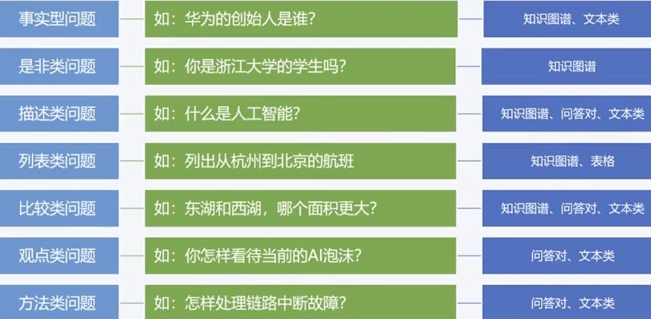 事实型问题 如：华为的创始人是谁？ 知识图谱、文本类
是非类问题 如：你是浙江大学的学生吗？ 知识图谱
描述类问题 如：什么是人工智能？ 知识图谱、问答对、文本类
列表类问题 如：列出从杭州到北京的航班 知识图谱、表格
比较类问题 如：东湖和西湖，哪个面积更大？ 知识图谱、问答对、文本类
观点类问题 如：你怎样看待当前的AI泡沫？ 问答对、文本类
方法类问题 如：怎样处理链路中断故障？ 问答对、文本类